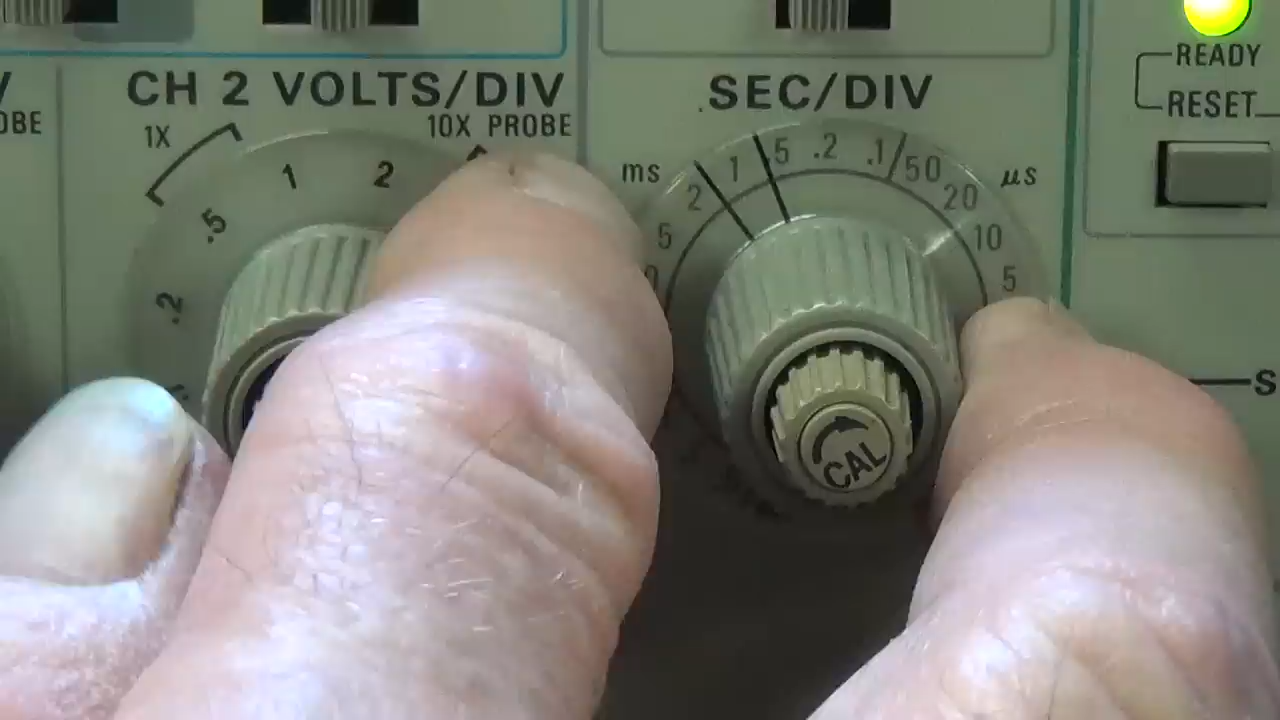 CH 2 VOLTS/DIV
1X
10X PROBE
.2
.5
1
2
SEC/DIV
ms
5
2
1
.5
.2
.1
50
20
10
5
µs
CAL
READY
RESET
OBE
S